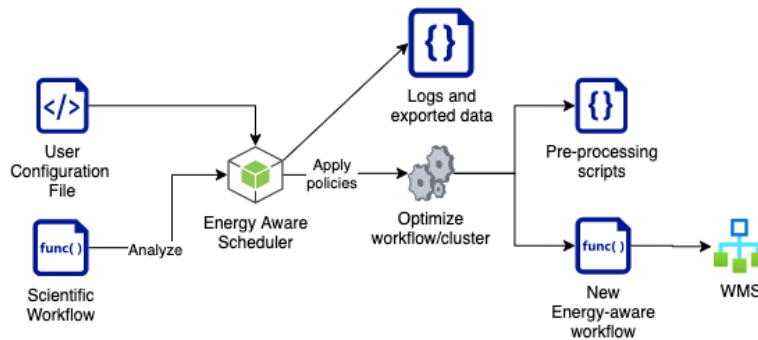 </>
User
Configuration
File
func()
Scientific
Workflow
Analyze
Energy Aware
Scheduler
{}
Logs and
exported data
Apply
policies
Optimize
workflow/cluster
{}
Pre-processing
scripts
func()
New
Energy-aware
workflow
WMS